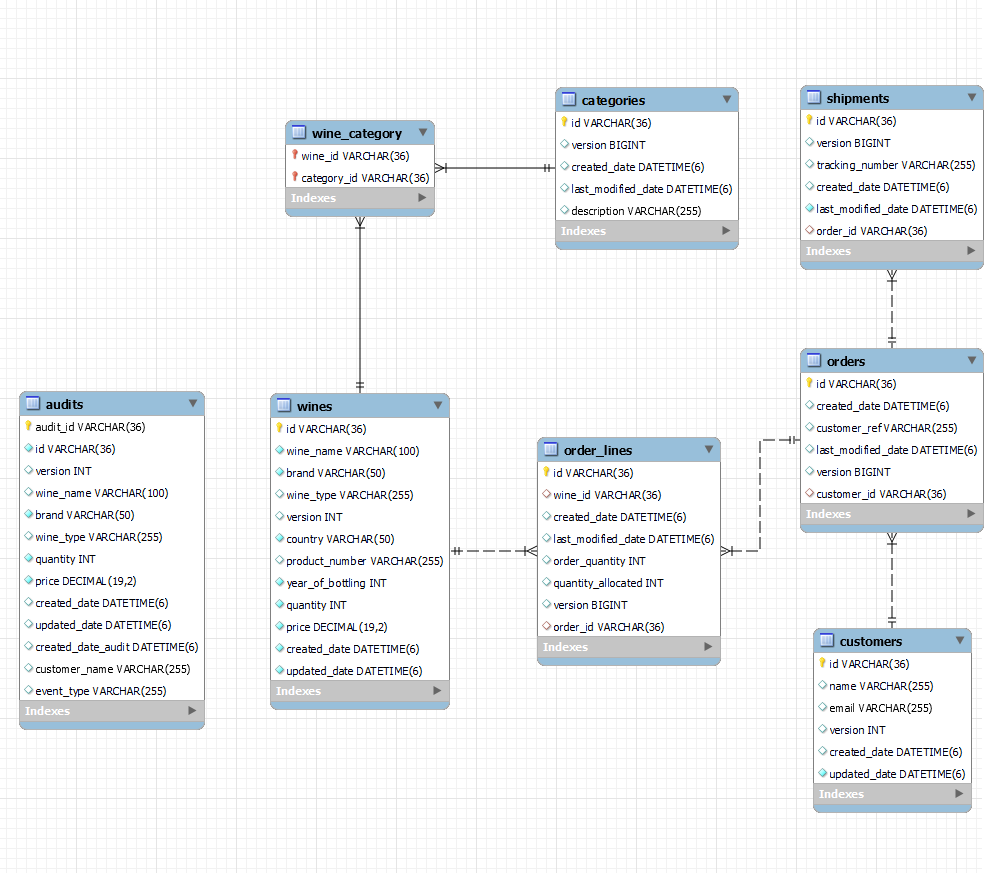 wine_category
wine_id VARCHAR(36)
category_id VARCHAR(36)
Indexes
categories
id VARCHAR(36)
version BIGINT
created_date DATETIME(6)
last_modified_date DATETIME(6)
description VARCHAR(255)
Indexes
shipments
id VARCHAR(36)
version BIGINT
tracking_number VARCHAR(255)
created_date DATETIME(6)
last_modified_date DATETIME(6)
order_id VARCHAR(36)
Indexes
audits
audit_id VARCHAR(36)
id VARCHAR(36)
version INT
wine_name VARCHAR(100)
brand VARCHAR(50)
wine_type VARCHAR(255)
quantity INT
price DECIMAL(19,2)
created_date DATETIME(6)
updated_date DATETIME(6)
created_date_audit DATETIME(6)
customer_name VARCHAR(255)
event_type VARCHAR(255)
Indexes
wines
id VARCHAR(36)
wine_name VARCHAR(100)
brand VARCHAR(50)
wine_type VARCHAR(255)
version INT
country VARCHAR(50)
product_number VARCHAR(255)
year_of_bottling INT
quantity INT
price DECIMAL(19,2)
created_date DATETIME(6)
updated_date DATETIME(6)
Indexes
order_lines
id VARCHAR(36)
wine_id VARCHAR(36)
created_date DATETIME(6)
last_modified_date DATETIME(6)
order_quantity INT
quantity_allocated INT
version BIGINT
order_id VARCHAR(36)
Indexes
orders
id VARCHAR(36)
created_date DATETIME(6)
customer_ref VARCHAR(255)
last_modified_date DATETIME(6)
version BIGINT
customer_id VARCHAR(36)
Indexes
customers
id VARCHAR(36)
name VARCHAR(255)
email VARCHAR(255)
version INT
created_date DATETIME(6)
updated_date DATETIME(6)
Indexes